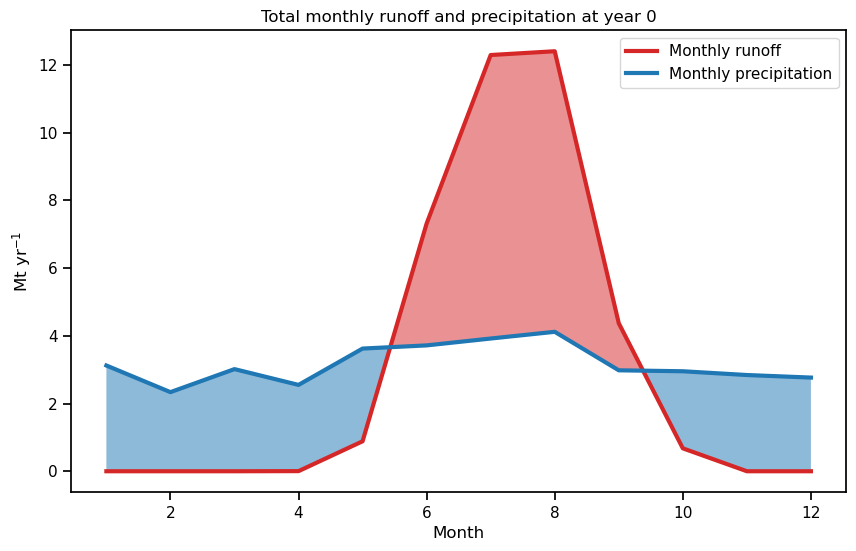 Total monthly runoff and precipitation at year 0
Monthly runoff
Monthly precipitation
12
10
8
6
4
2
0
Mt yr⁻¹
2 4 6 8 10 12
Month